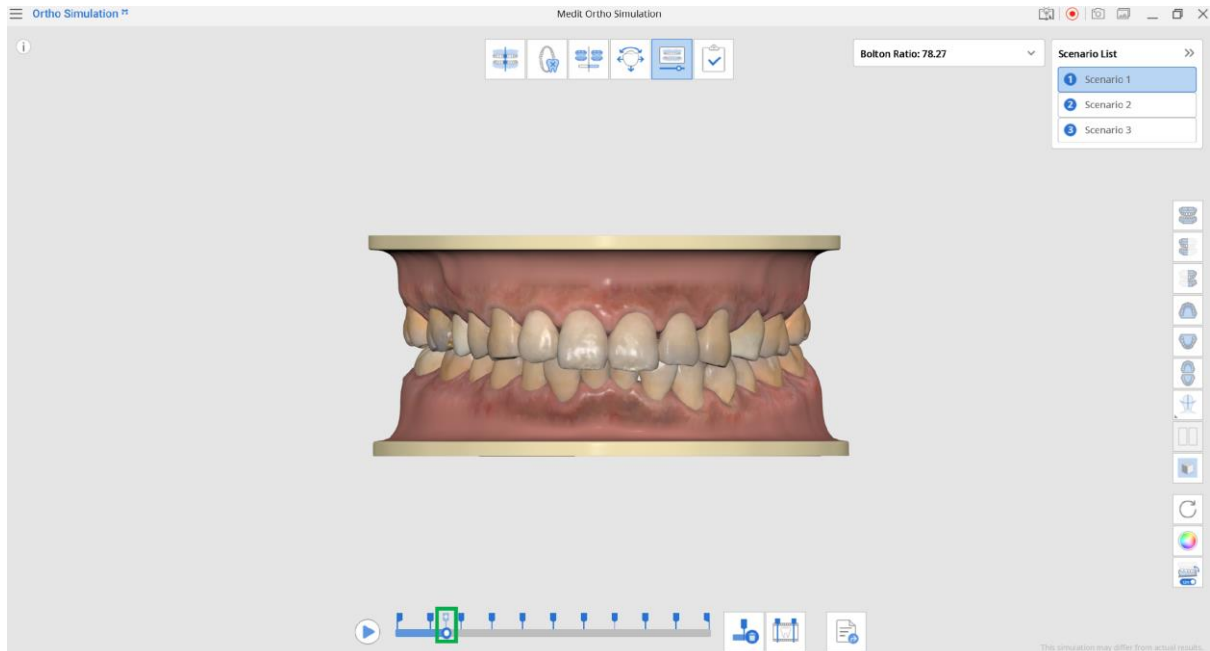 Ortho Simulation 25
Medit Ortho Simulation
Bolton Ratio: 78.27
Scenario List
1 Scenario 1
2 Scenario 2
3 Scenario 3
This simulation may differ from actual results.